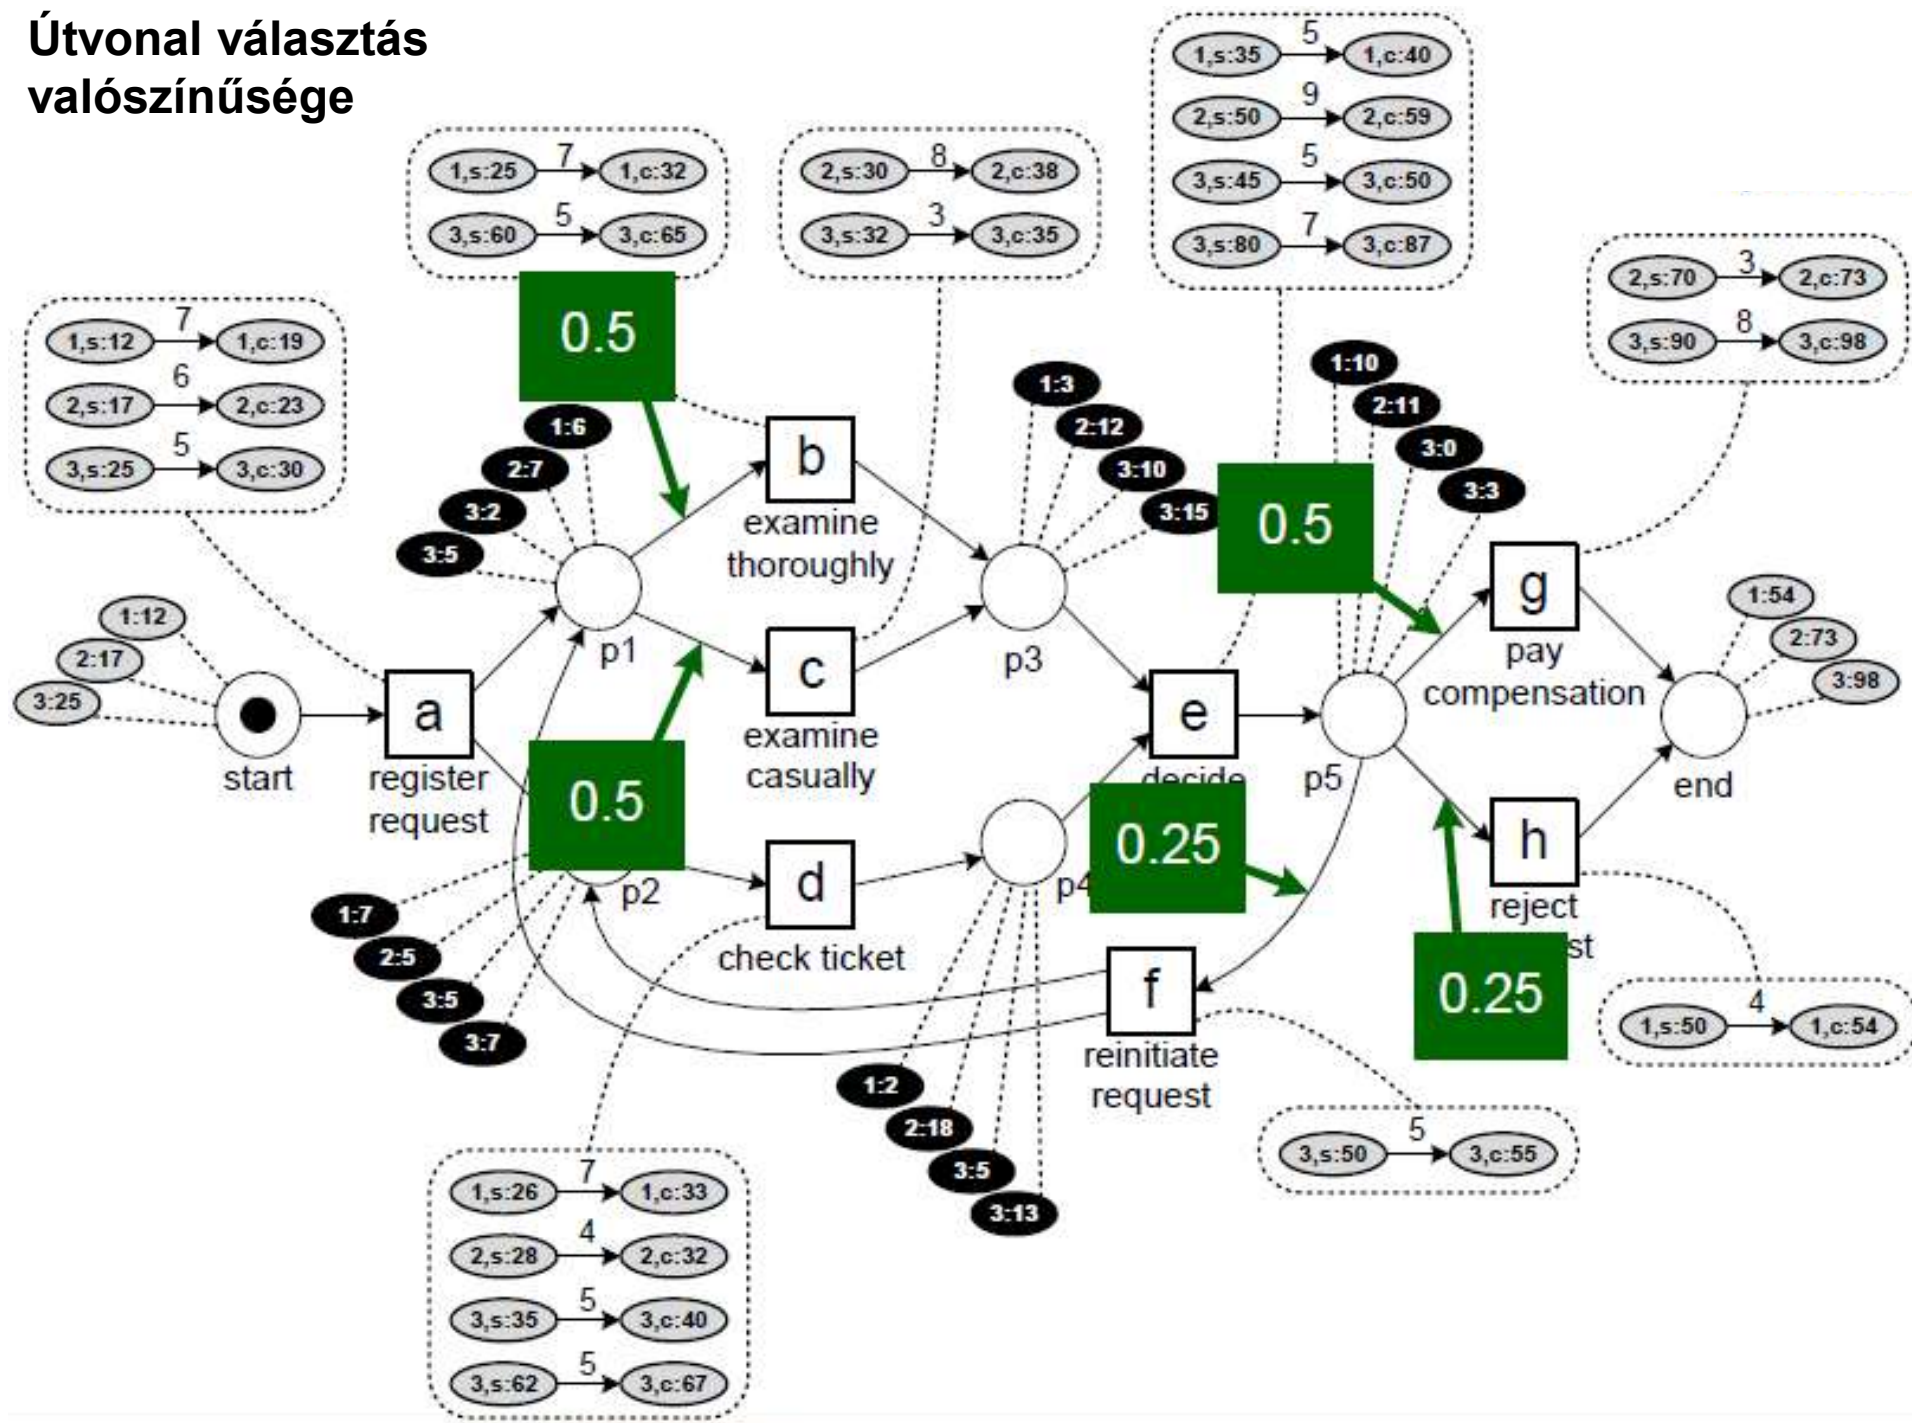 Útvonal választás
valószínűsége
1,s:35 5 1,c:40
2,s:50 9 2,c:59
3,s:45 5 3,c:50
3,s:80 7 3,c:87
1,s:25 7 1,c:32
3,s:60 5 3,c:65
2,s:30 8 2,c:38
3,s:32 3 3,c:35
2,s:70 3 2,c:73
3,s:90 8 3,c:98
1,s:12 7 1,c:19
2,s:17 6 2,c:23
3,s:25 5 3,c:30
0.5
1:6
2:7
3:2
3:5
b
examine
thoroughly
1:3
2:12
3:10
3:15
0.5
1:10
2:11
3:0
3:3
g
pay
compensation
1:54
2:73
3:98
1:12
2:17
3:25
start
a
register
request
p1
c
examine
casually
p3
e
decide
p5
end
0.5
p2
d
check ticket
p4
0.25
h
reject
st
0.25
1:7
2:5
3:5
3:7
f
reinitiate
request
1:2
2:18
3:5
3:13
1,s:50 4 1,c:54
3,s:50 5 3,c:55
1,s:26 7 1,c:33
2,s:28 4 2,c:32
3,s:35 5 3,c:40
3,s:62 5 3,c:67